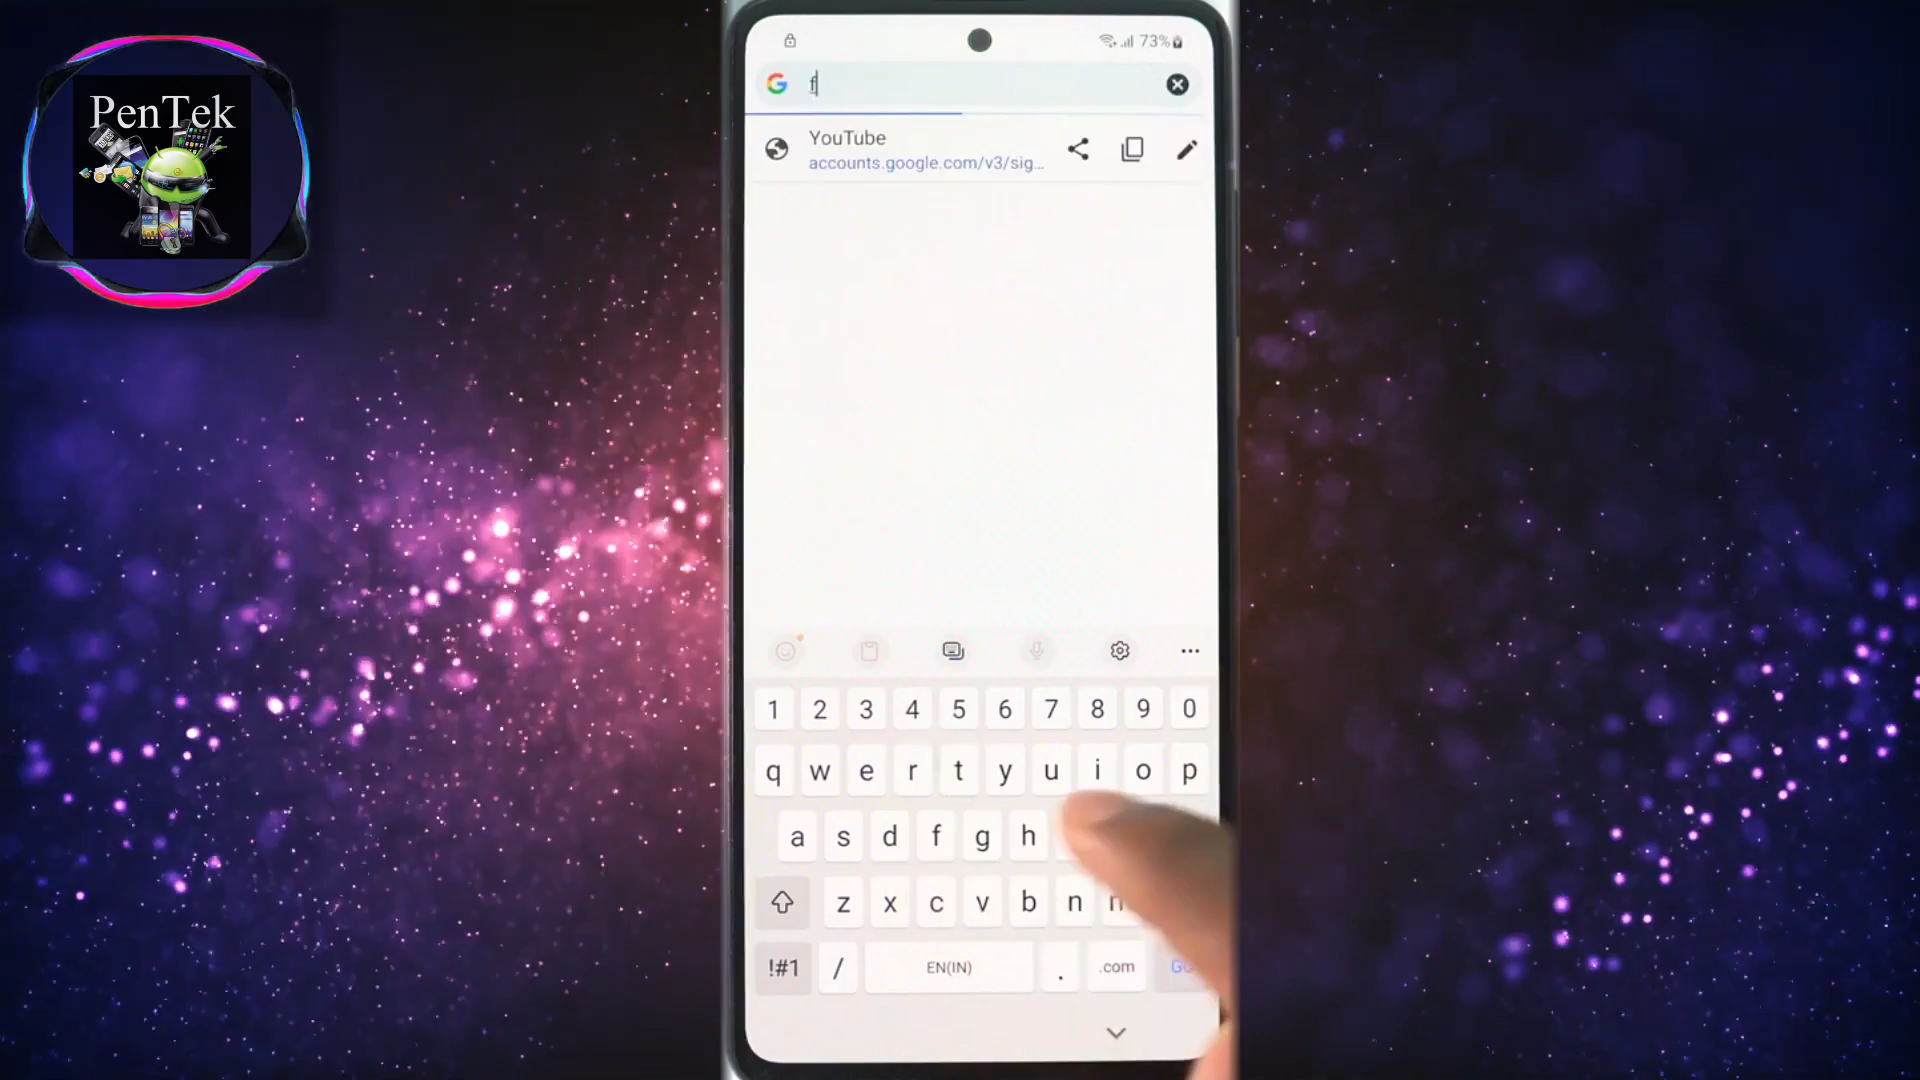 PenTek
73%
f
YouTube
accounts.google.com/v3/sig...
1 2 3 4 5 6 7 8 9 0
q w e r t y u i o p
a s d f g h
z x c v b n
!#1 / EN(IN) . .com